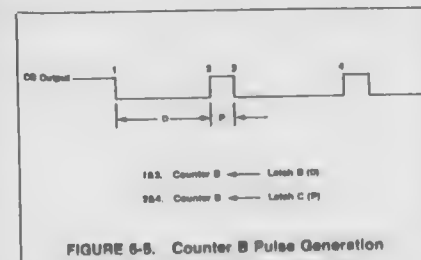 1 2 3 4
CB Output
D P
1&3. Counter B ← Latch B (D)
2&4. Counter B ← Latch C (P)
FIGURE 6-5. Counter B Pulse Generation